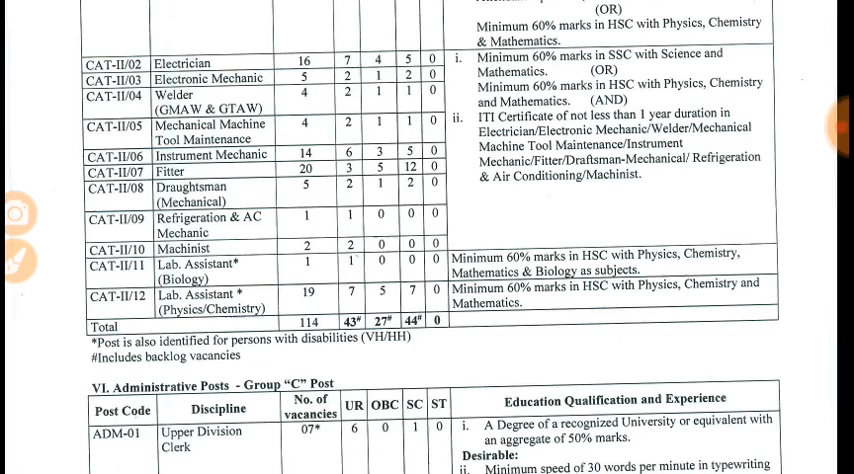 (OR)
Minimum 60% marks in HSC with Physics, Chemistry
& Mathematics.
CAT-II/02 Electrician 16 7 4 5 0 i. Minimum 60% marks in SSC with Science and
Mathematics. (OR)
CAT-II/03 Electronic Mechanic 5 2 1 2 0
Minimum 60% marks in HSC with Physics, Chemistry
CAT-II/04 Welder 4 2 1 1 0
and Mathematics. (AND)
(GMAW & GTAW)
ii. ITI Certificate of not less than 1 year duration in
CAT-II/05 Mechanical Machine 4 2 1 1 0
Electrician/Electronic Mechanic/Welder/Mechanical
Tool Maintenance
Machine Tool Maintenance/Instrument
CAT-II/06 Instrument Mechanic 14 6 3 5 0
Mechanic/Fitter/Draftsman-Mechanical/ Refrigeration
CAT-II/07 Fitter 20 3 5 12 0
& Air Conditioning/Machinist.
CAT-II/08 Draughtsman 5 2 1 2 0
(Mechanical)
CAT-II/09 Refrigeration & AC 1 1 0 0 0
Mechanic
CAT-II/10 Machinist 2 2 0 0 0
CAT-II/11 Lab. Assistant* 1 1 0 0 0 Minimum 60% marks in HSC with Physics, Chemistry,
(Biology) Mathematics & Biology as subjects.
CAT-II/12 Lab. Assistant * 19 7 5 7 0 Minimum 60% marks in HSC with Physics, Chemistry and
(Physics/Chemistry) Mathematics.
Total 114 43# 27# 44# 0
*Post is also identified for persons with disabilities (VH/HH)
#Includes backlog vacancies
VI. Administrative Posts - Group "C" Post
Post Code Discipline No. of vacancies UR OBC SC ST Education Qualification and Experience
ADM-01 Upper Division 07* 6 0 1 0 i. A Degree of a recognized University or equivalent with
Clerk an aggregate of 50% marks.
Desirable:
ii. Minimum speed of 30 words per minute in typewriting